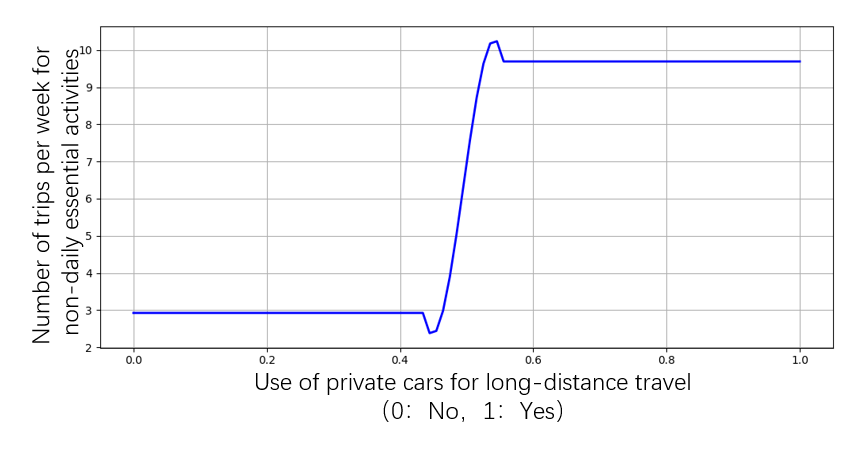 Number of trips per week for
non-daily essential activities
10
9
8
7
6
5
4
3
2
0.0 0.2 0.4 0.6 0.8 1.0
Use of private cars for long-distance travel
（0： No， 1： Yes）